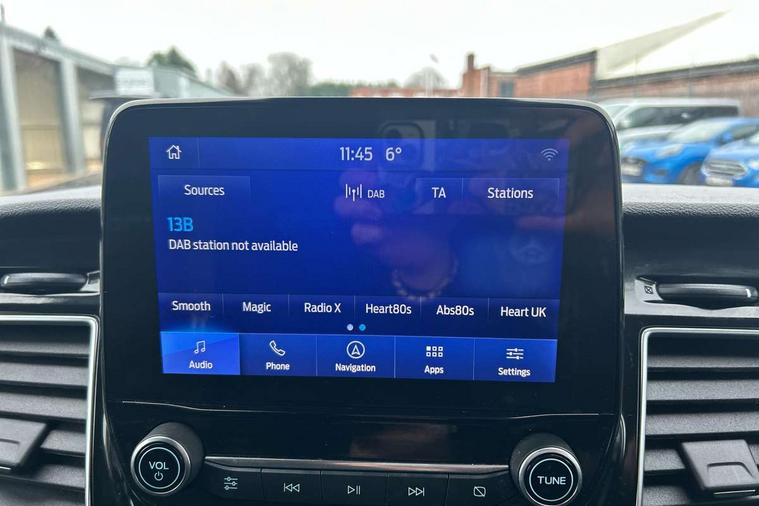 11:45 6°
Sources DAB TA Stations
13B
DAB station not available
Smooth Magic Radio X Heart80s Abs80s Heart UK
Audio Phone Navigation Apps Settings
VOL TUNE